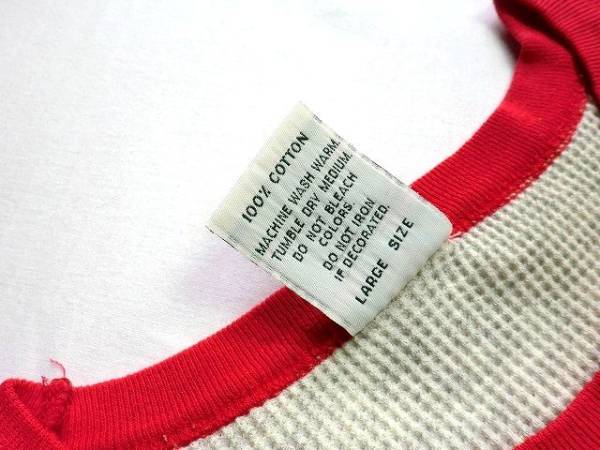 100% COTTON
MACHINE WASH WARM
TUMBLE DRY MEDIUM
DO NOT BLEACH
COLORS.
DO NOT IRON
IF DECORATED.
LARGE SIZE